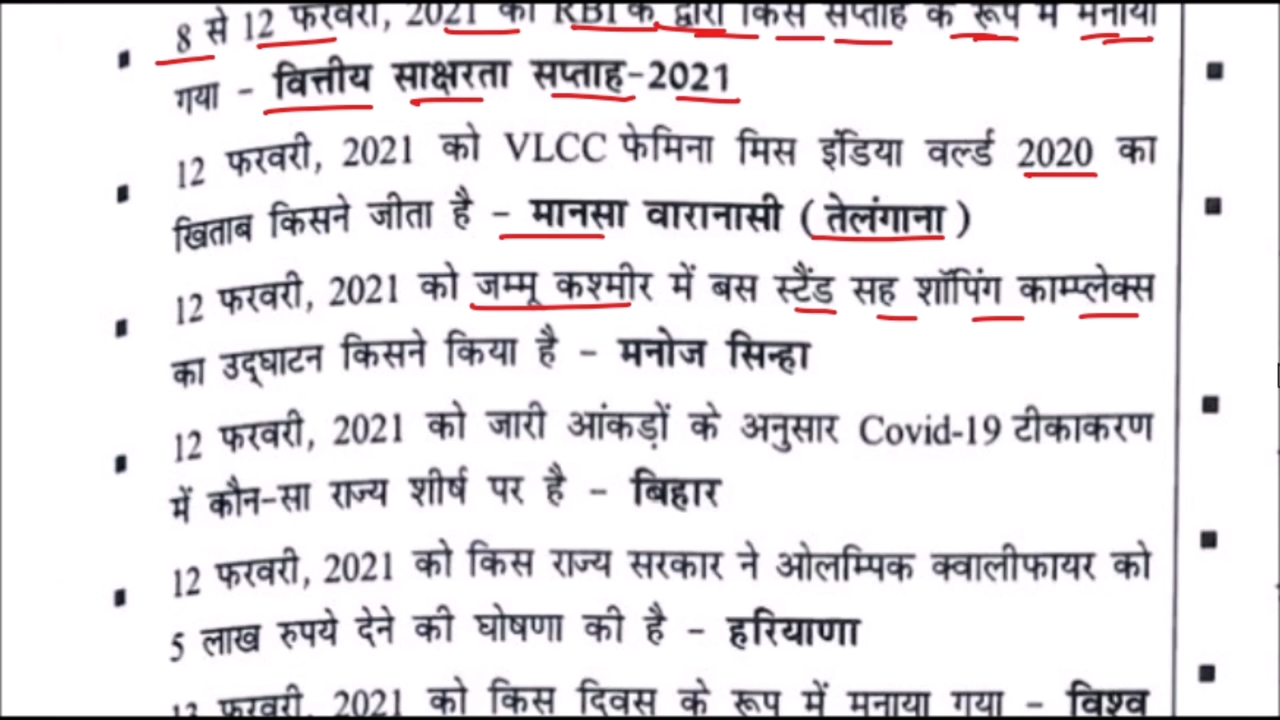 8 से 12 फरवरी, 2021 को RBI के द्वारा किस सप्ताह के रूप में मनाया
गया - वित्तीय साक्षरता सप्ताह-2021
12 फरवरी, 2021 को VLCC फेमिना मिस इंडिया वर्ल्ड 2020 का
खिताब किसने जीता है - मानसा वारानासी ( तेलंगाना )
12 फरवरी, 2021 को जम्मू कश्मीर में बस स्टैंड सह शॉपिंग काम्प्लेक्स
का उद्घाटन किसने किया है - मनोज सिन्हा
12 फरवरी, 2021 को जारी आंकड़ों के अनुसार Covid-19 टीकाकरण
में कौन-सा राज्य शीर्ष पर है - बिहार
12 फरवरी, 2021 को किस राज्य सरकार ने ओलम्पिक क्वालीफायर को
5 लाख रुपये देने की घोषणा की है - हरियाणा
फरवरी, 2021 को किस दिवस के रूप में मनाया गया - विश्व